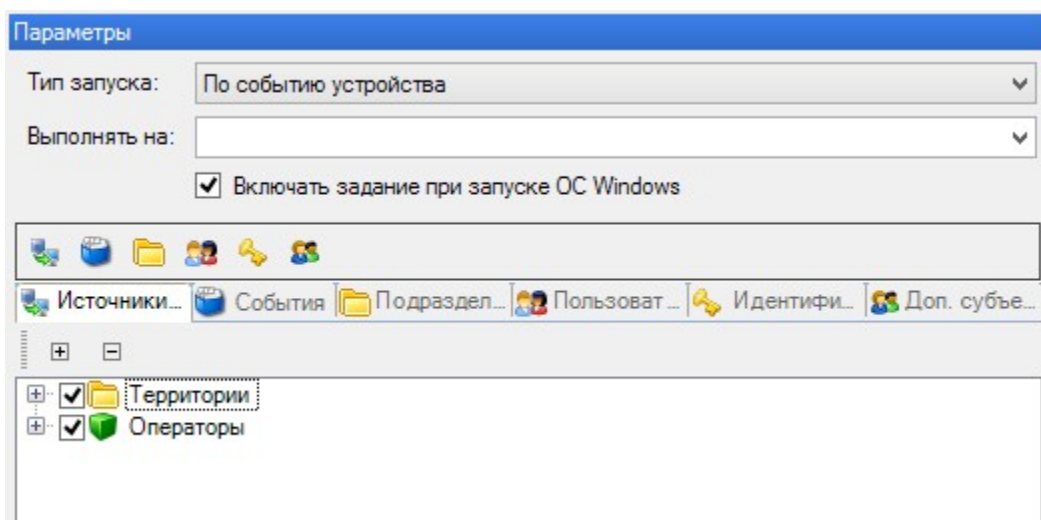 Параметры
Тип запуска: По событию устройства
Выполнять на:
Включать задание при запуске ОС Windows
Источники... События Подраздел... Пользоват... Идентифи... Доп. субъе...
Территории
Операторы